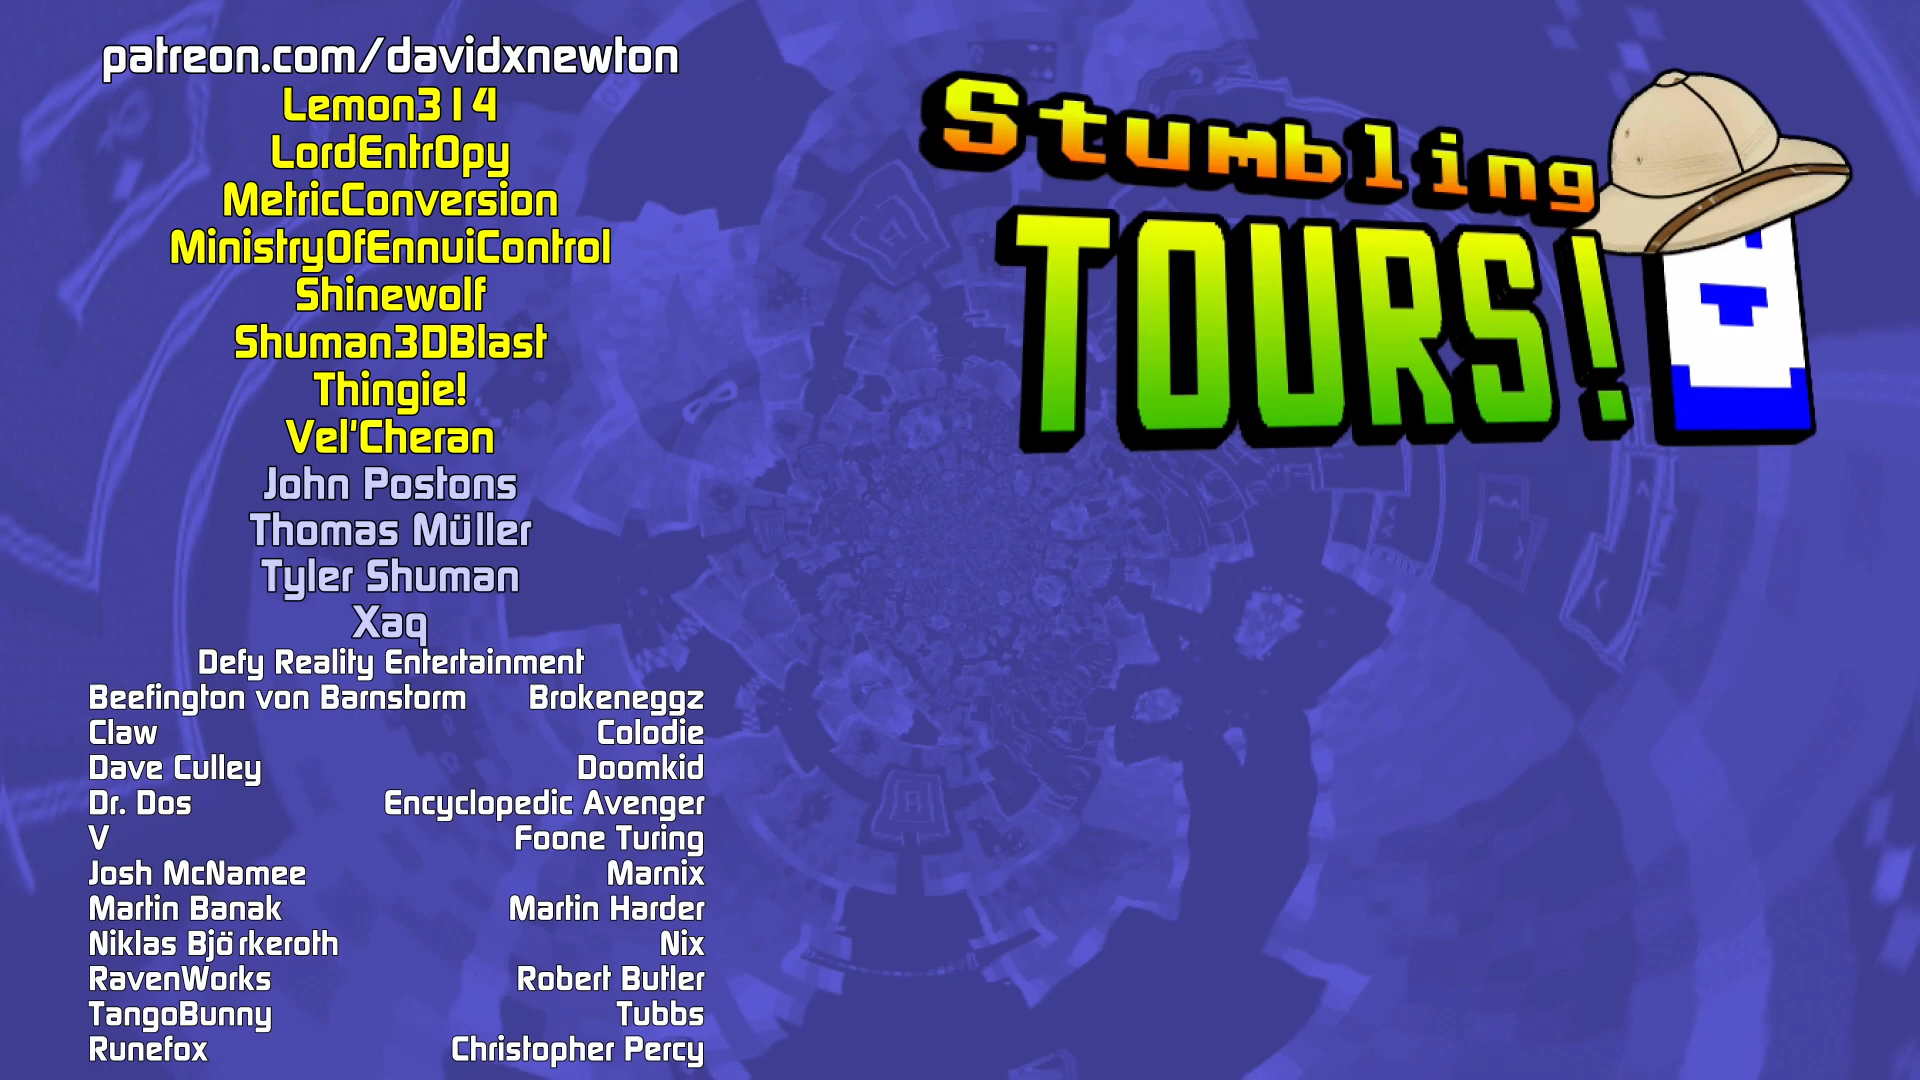 patreon.com/davidxnewton
Lemon314
LordEntr0py
MetricConversion
MinistryOfEnnuiControl
Shinewolf
Shuman3DBlast
Thingie!
Vel'Cheran
John Postons
Thomas Müller
Tyler Shuman
Xaq
Defy Reality Entertainment
Beefington von Barnstorm Brokeneggz
Claw Colodie
Dave Culley Doomkid
Dr. Dos Encyclopedic Avenger
V Foone Turing
Josh McNamee Marnix
Martin Banak Martin Harder
Niklas Björkeroth Nix
RavenWorks Robert Butler
TangoBunny Tubbs
Runefox Christopher Percy
Stumbling
TOURS!